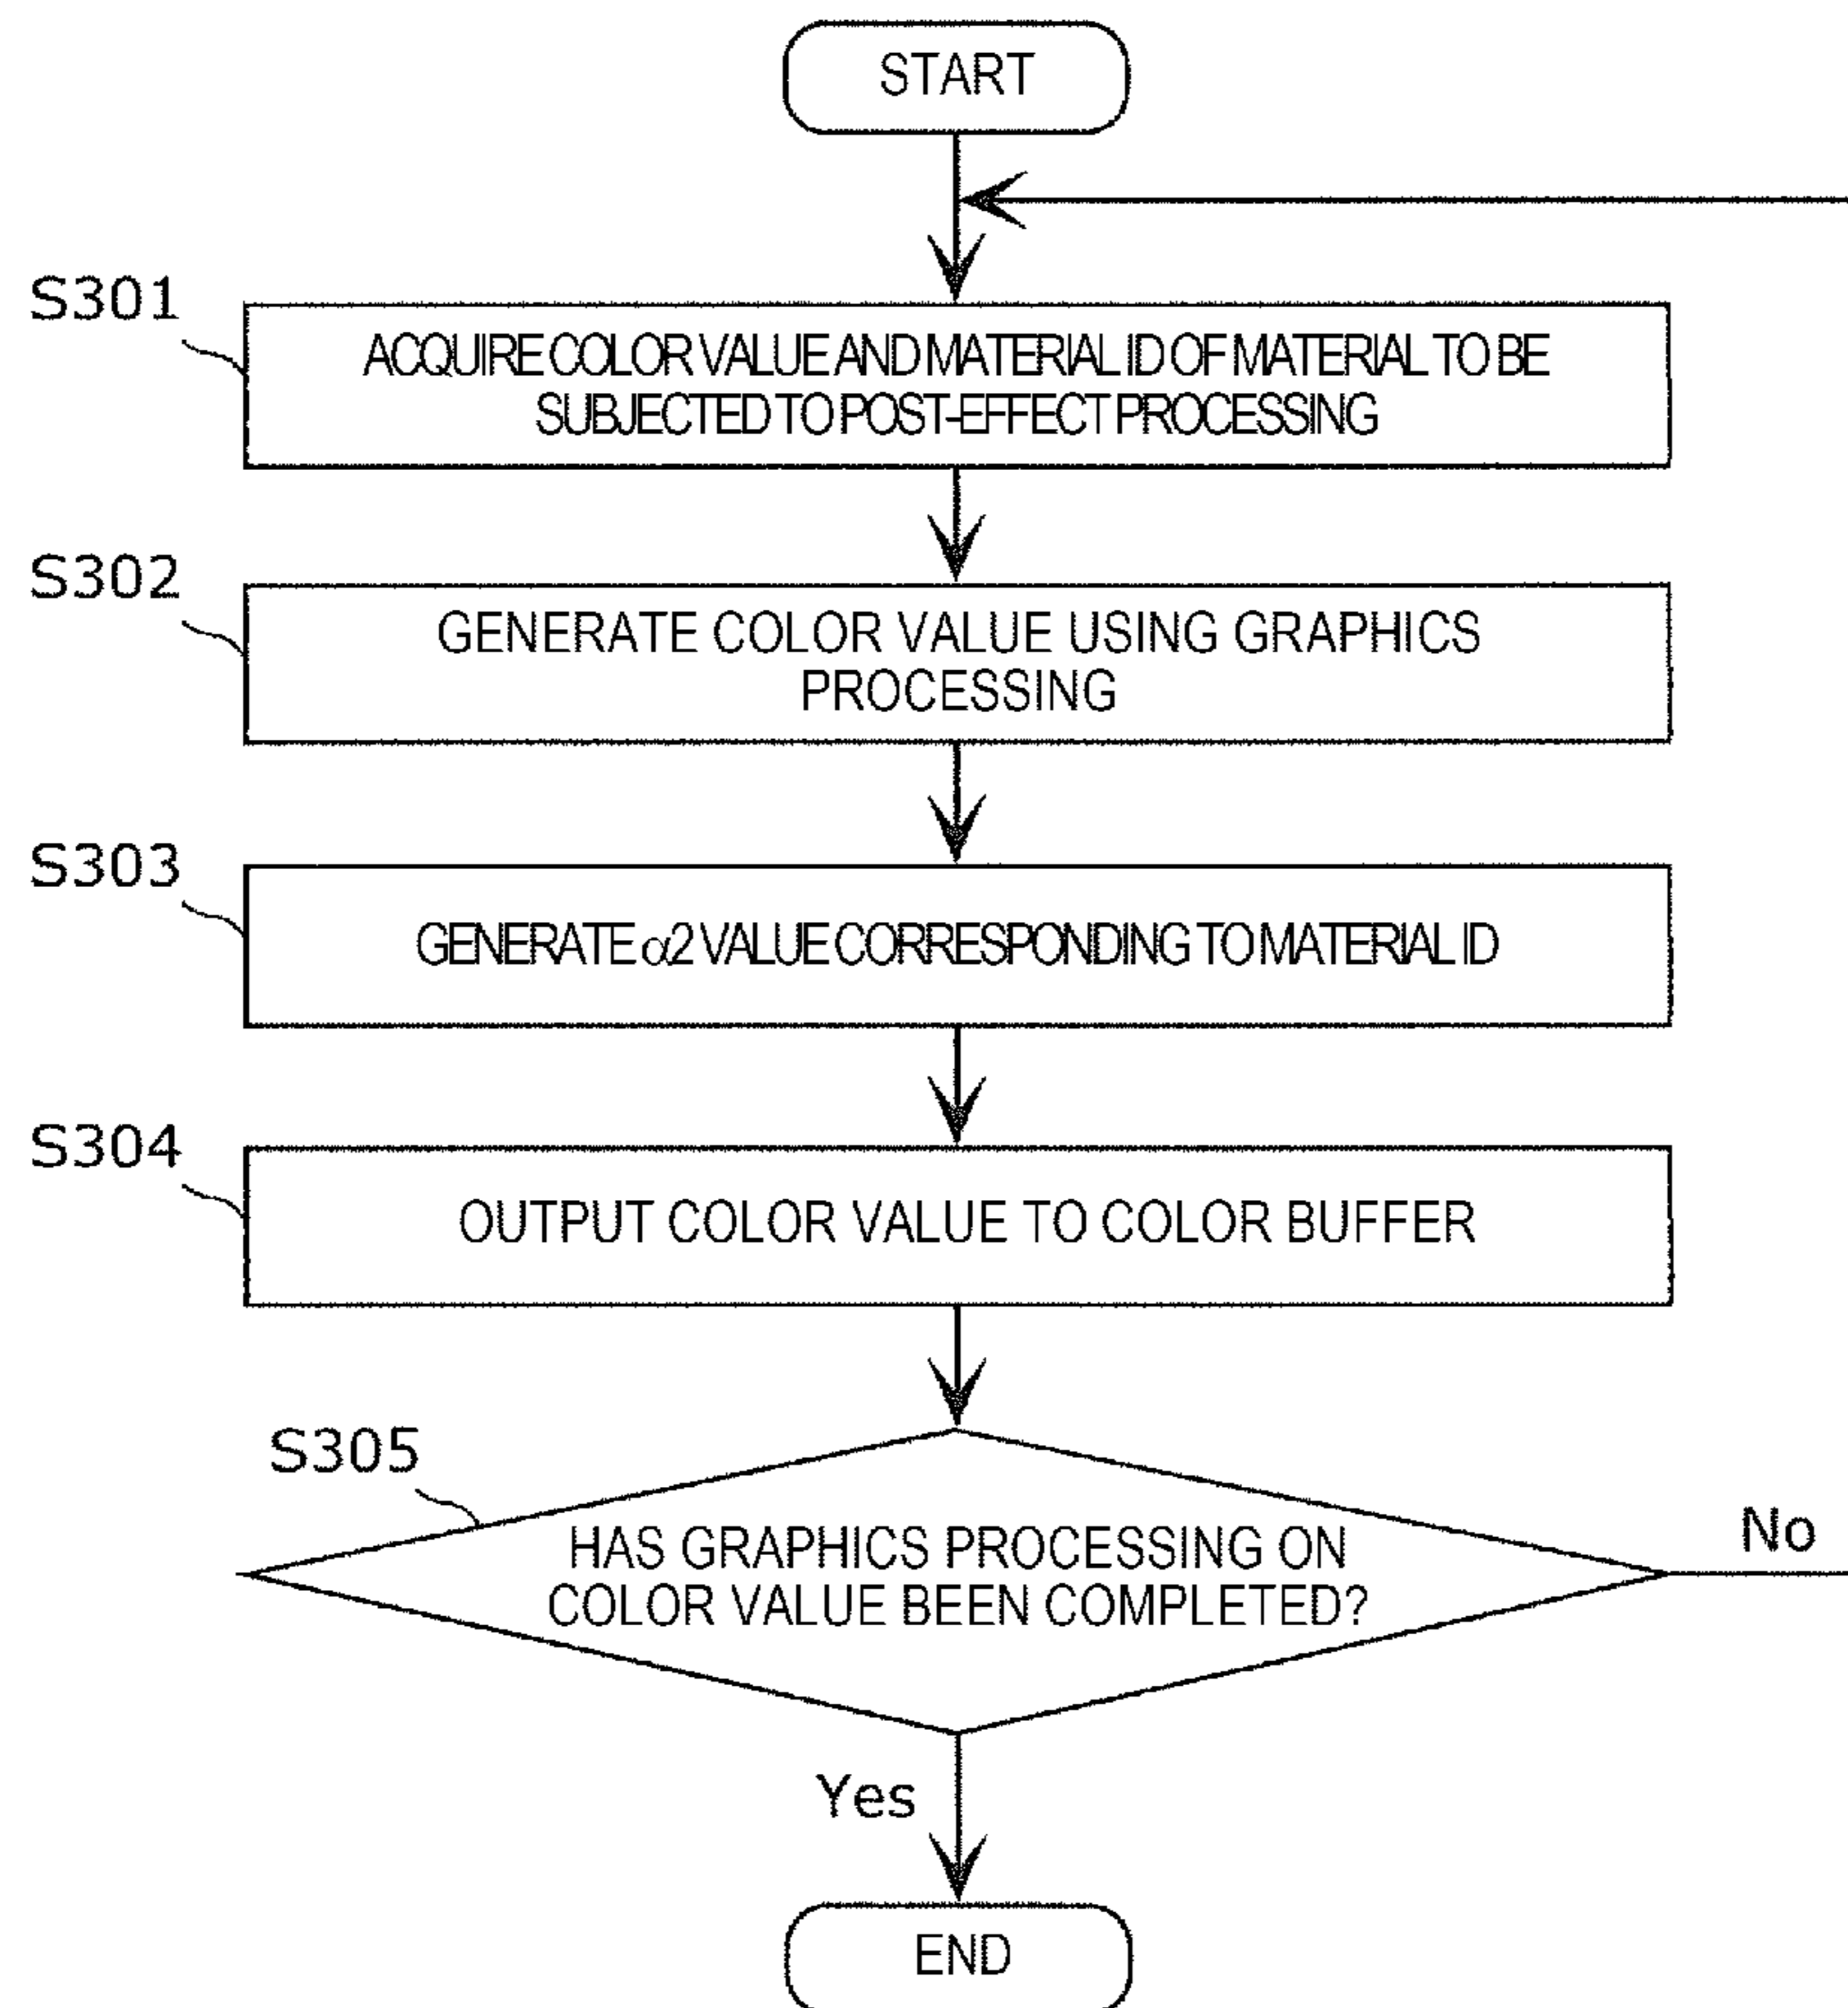 START
S301
ACQUIRE COLOR VALUE AND MATERIAL ID OF MATERIAL TO BE
SUBJECTED TO POST-EFFECT PROCESSING
S302
GENERATE COLOR VALUE USING GRAPHICS
PROCESSING
S303
GENERATE α2 VALUE CORRESPONDING TO MATERIAL ID
S304
OUTPUT COLOR VALUE TO COLOR BUFFER
S305
HAS GRAPHICS PROCESSING ON
COLOR VALUE BEEN COMPLETED?
No
Yes
END